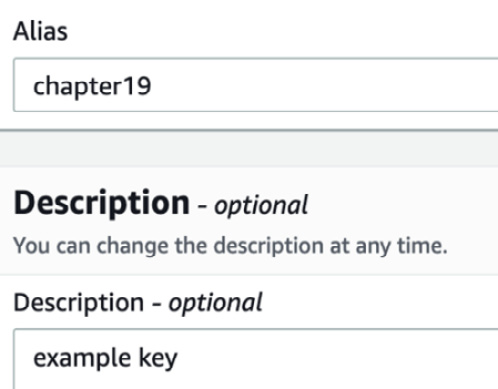 Alias
chapter19
Description - optional
You can change the description at any time.
Description - optional
example key